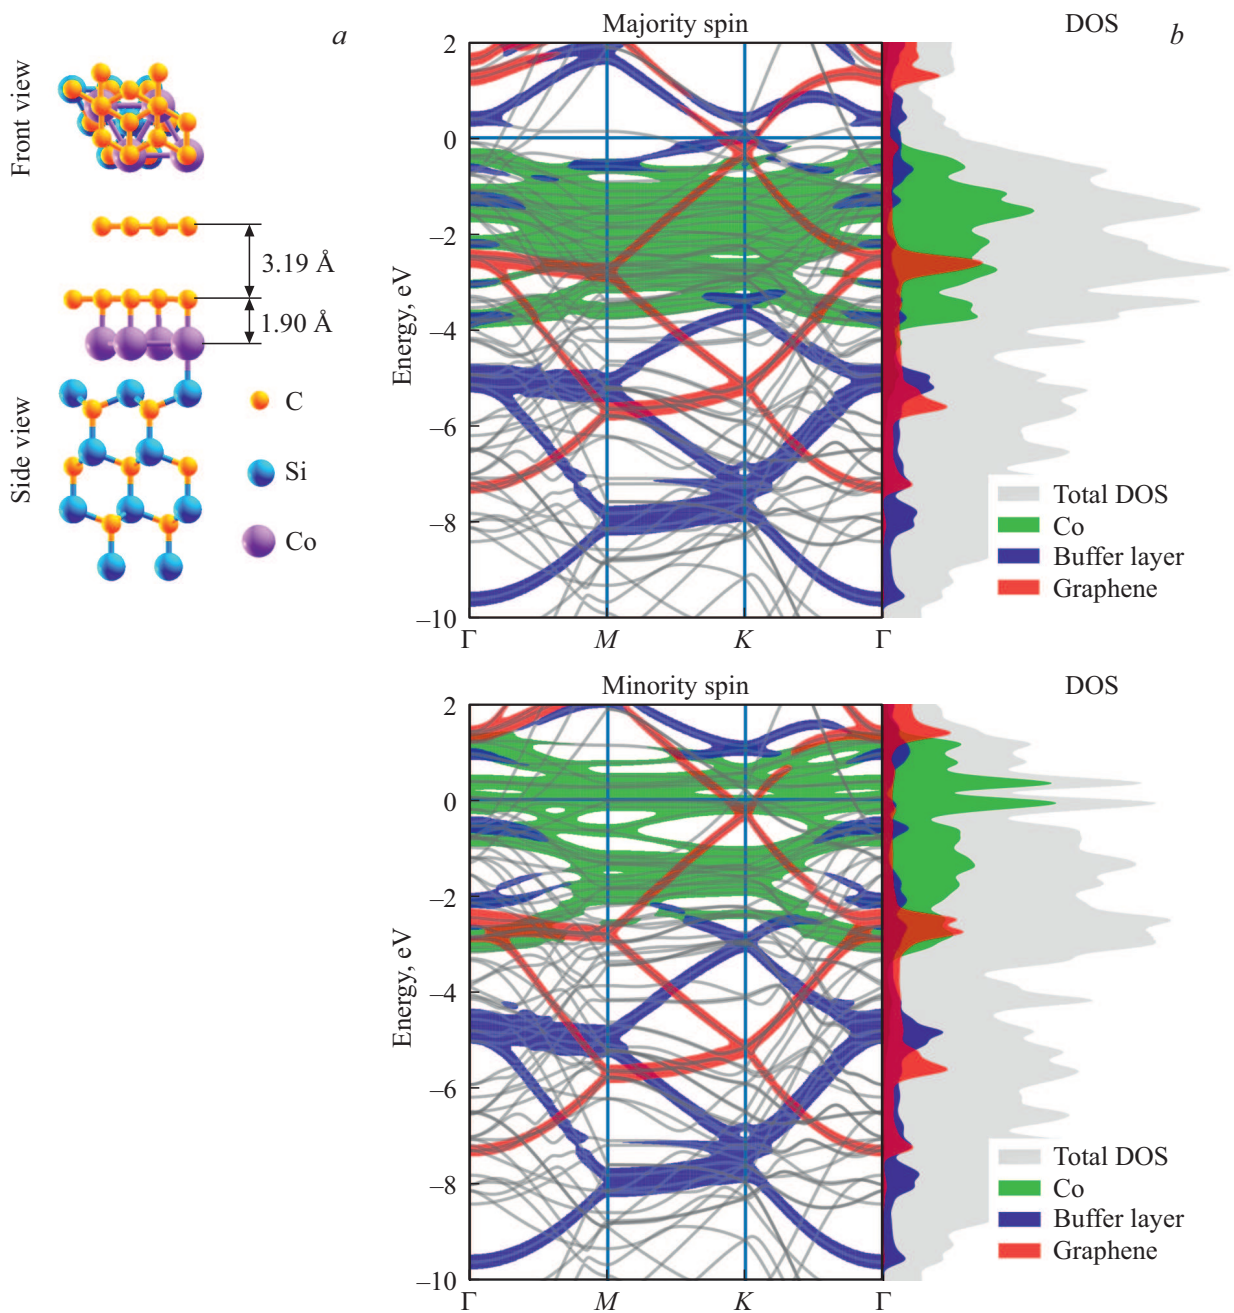 a
Front view
3.19 Å
1.90 Å
Side view
C
Si
Co
Majority spin
DOS
b
Energy, eV
2
0
–2
–4
–6
–8
–10
Γ
M
K
Γ
Total DOS
Co
Buffer layer
Graphene
Minority spin
DOS
Energy, eV
2
0
–2
–4
–6
–8
–10
Γ
M
K
Γ
Total DOS
Co
Buffer layer
Graphene